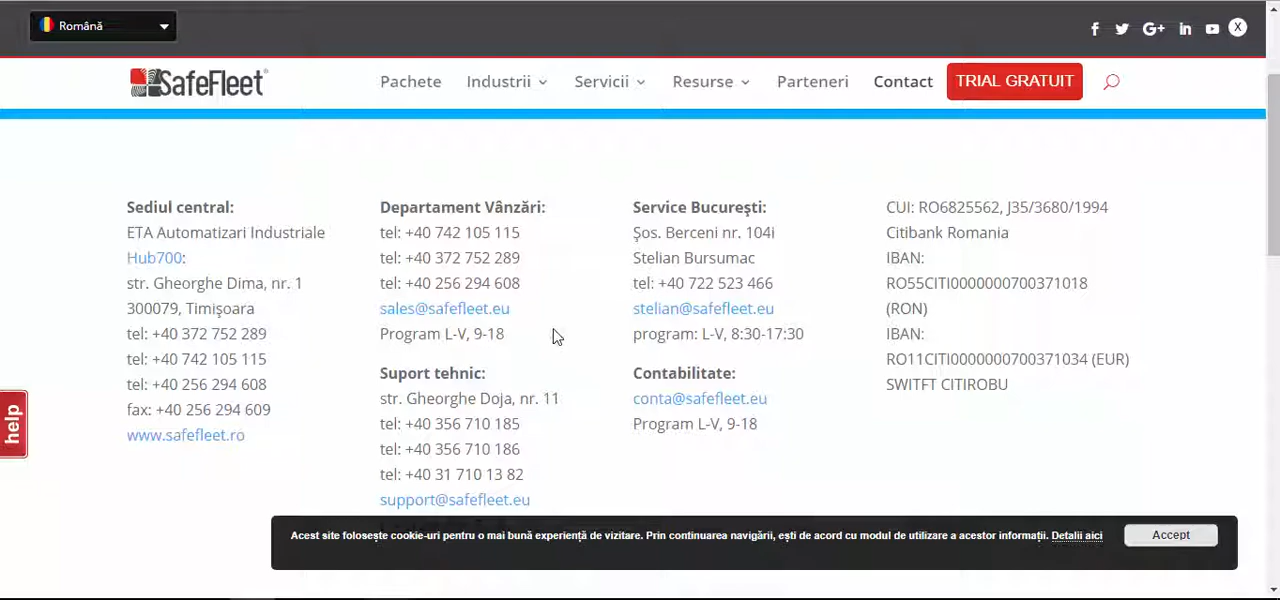 Română
X
SafeFleet®
Pachete
Industrii
Servicii
Resurse
Parteneri
Contact
TRIAL GRATUIT
Sediul central:
ETA Automatizari Industriale
Hub700:
str. Gheorghe Dima, nr. 1
300079, Timişoara
tel: +40 372 752 289
tel: +40 742 105 115
tel: +40 256 294 608
fax: +40 256 294 609
www.safefleet.ro
Departament Vânzări:
tel: +40 742 105 115
tel: +40 372 752 289
tel: +40 256 294 608
sales@safefleet.eu
Program L-V, 9-18
Suport tehnic:
str. Gheorghe Doja, nr. 11
tel: +40 356 710 185
tel: +40 356 710 186
tel: +40 31 710 13 82
support@safefleet.eu
Service Bucureşti:
Şos. Berceni nr. 104i
Stelian Bursumac
tel: +40 722 523 466
stelian@safefleet.eu
program: L-V, 8:30-17:30
Contabilitate:
conta@safefleet.eu
Program L-V, 9-18
CUI: RO6825562, J35/3680/1994
Citibank Romania
IBAN:
RO55CITI0000000700371018
(RON)
IBAN:
RO11CITI0000000700371034 (EUR)
SWITFT CITIROBU
help
Acest site folosește cookie-uri pentru o mai bună experiență de vizitare. Prin continuarea navigării, ești de acord cu modul de utilizare a acestor informații. Detalii aici
Accept